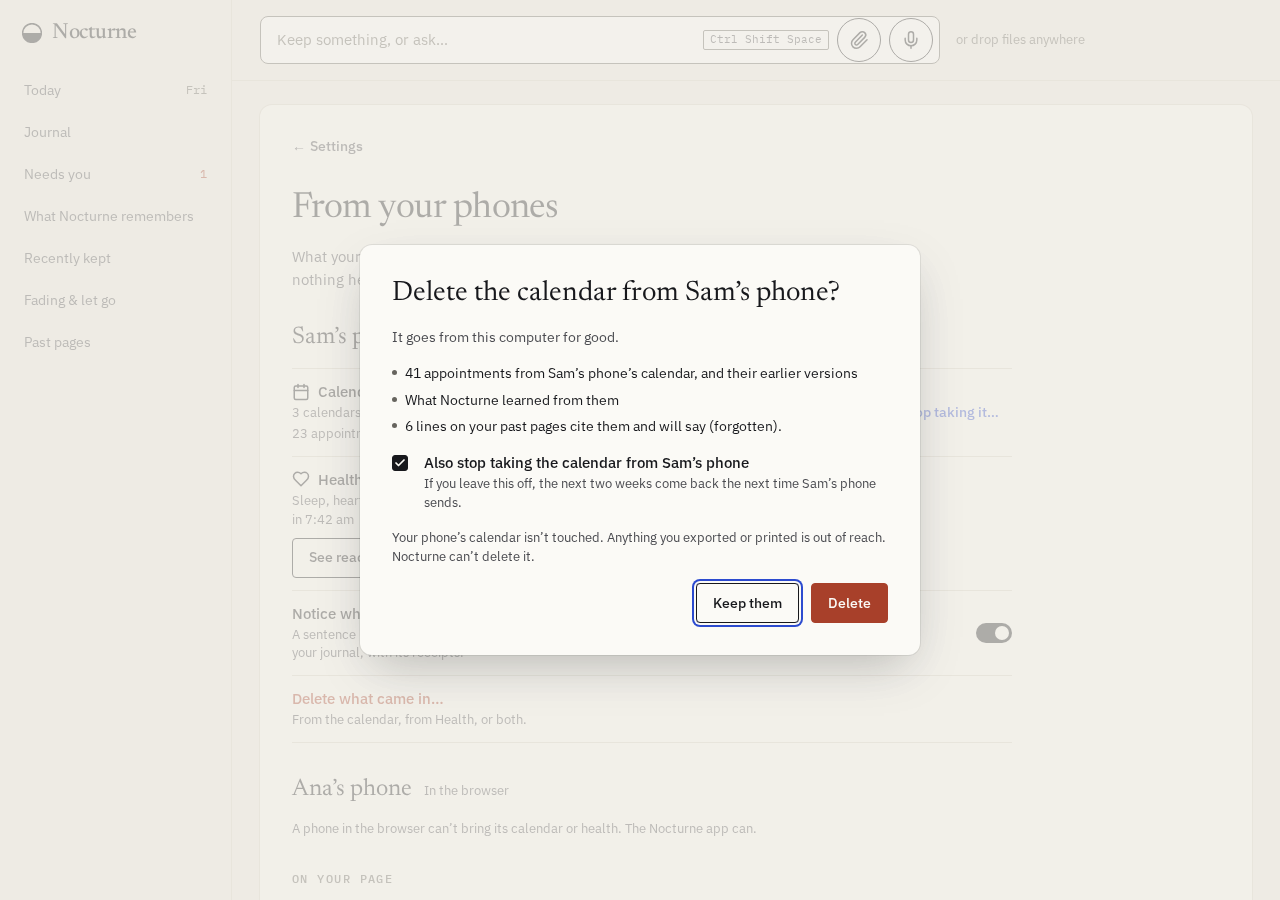 Nocturne
Keep something, or ask...
Ctrl Shift Space
or drop files anywhere
Today
Fri
Journal
Needs you
1
What Nocturne remembers
Recently kept
Fading & let go
Past pages
← Settings
From your phones
What your
nothing he
Sam's p
Calend
3 calendars
23 appointm
op taking it...
Health
Sleep, hear
in 7:42 am
See read
Notice wh
A sentence
your journal, with its receipts.
Delete what came in...
From the calendar, from Health, or both.
Ana's phone
In the browser
A phone in the browser can't bring its calendar or health. The Nocturne app can.
ON YOUR PAGE
Delete the calendar from Sam's phone?
It goes from this computer for good.
41 appointments from Sam's phone's calendar, and their earlier versions
What Nocturne learned from them
6 lines on your past pages cite them and will say (forgotten).
Also stop taking the calendar from Sam's phone
If you leave this off, the next two weeks come back the next time Sam's phone
sends.
Your phone's calendar isn't touched. Anything you exported or printed is out of reach.
Nocturne can't delete it.
Keep them
Delete